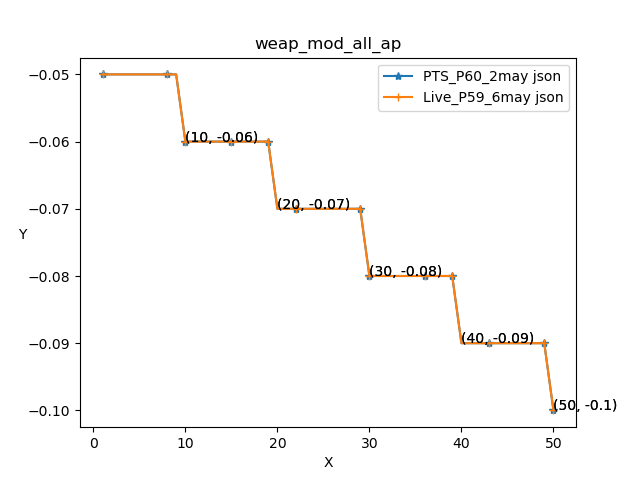 weap_mod_all_ap
PTS_P60_2may json
Live_P59_6may json
−0.05
−0.06
−0.07
−0.08
−0.09
−0.10
Y
(10, -0.06)
(20, -0.07)
(30, -0.08)
(40, -0.09)
(50, -0.1)
0 10 20 30 40 50
X